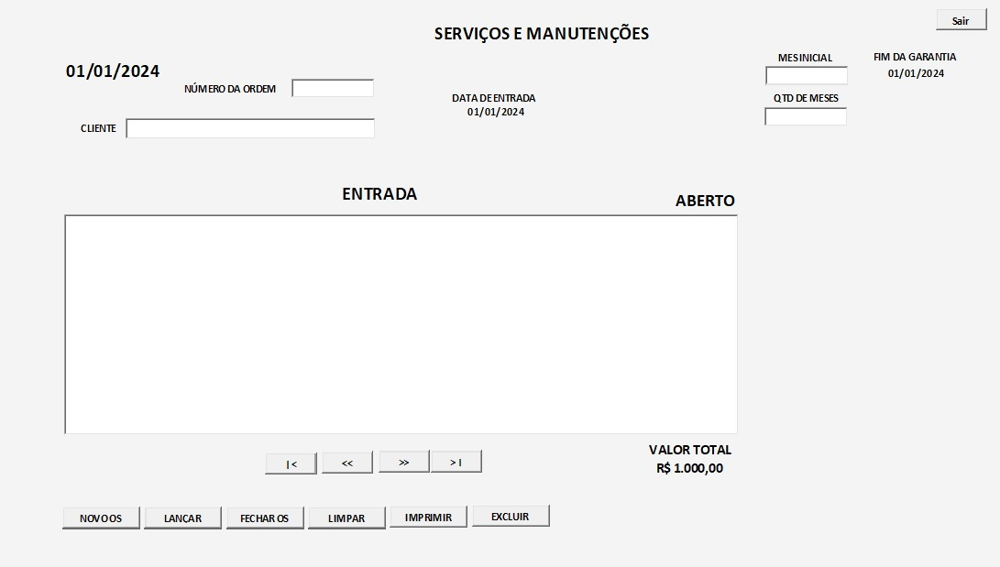 Sair
SERVIÇOS E MANUTENÇÕES
MES INICIAL
FIM DA GARANTIA
01/01/2024
01/01/2024
NÚMERO DA ORDEM
DATA DE ENTRADA
01/01/2024
QTD DE MESES
CLIENTE
ENTRADA
ABERTO
VALOR TOTAL
R$ 1.000,00
|<
<<
>>
>|
NOVO OS
LANÇAR
FECHAR OS
LIMPAR
IMPRIMIR
EXCLUIR